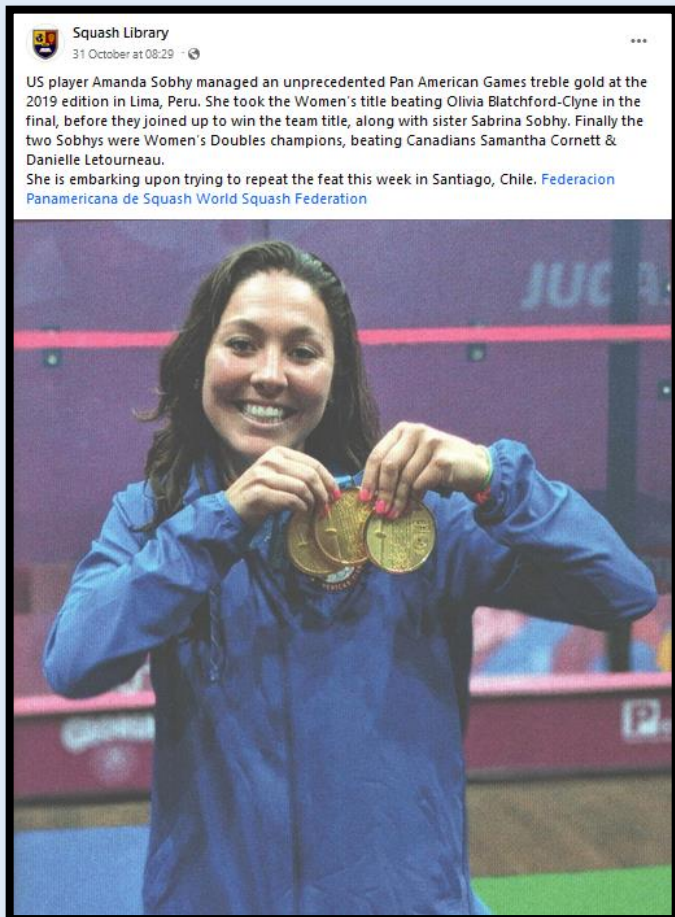 Squash Library
31 October at 08:29 ·
US player Amanda Sobhy managed an unprecedented Pan American Games treble gold at the
2019 edition in Lima, Peru. She took the Women's title beating Olivia Blatchford-Clyne in the
final, before they joined up to win the team title, along with sister Sabrina Sobhy. Finally the
two Sobhys were Women's Doubles champions, beating Canadians Samantha Cornett &
Danielle Letourneau.
She is embarking upon trying to repeat the feat this week in Santiago, Chile. Federacion
Panamericana de Squash World Squash Federation